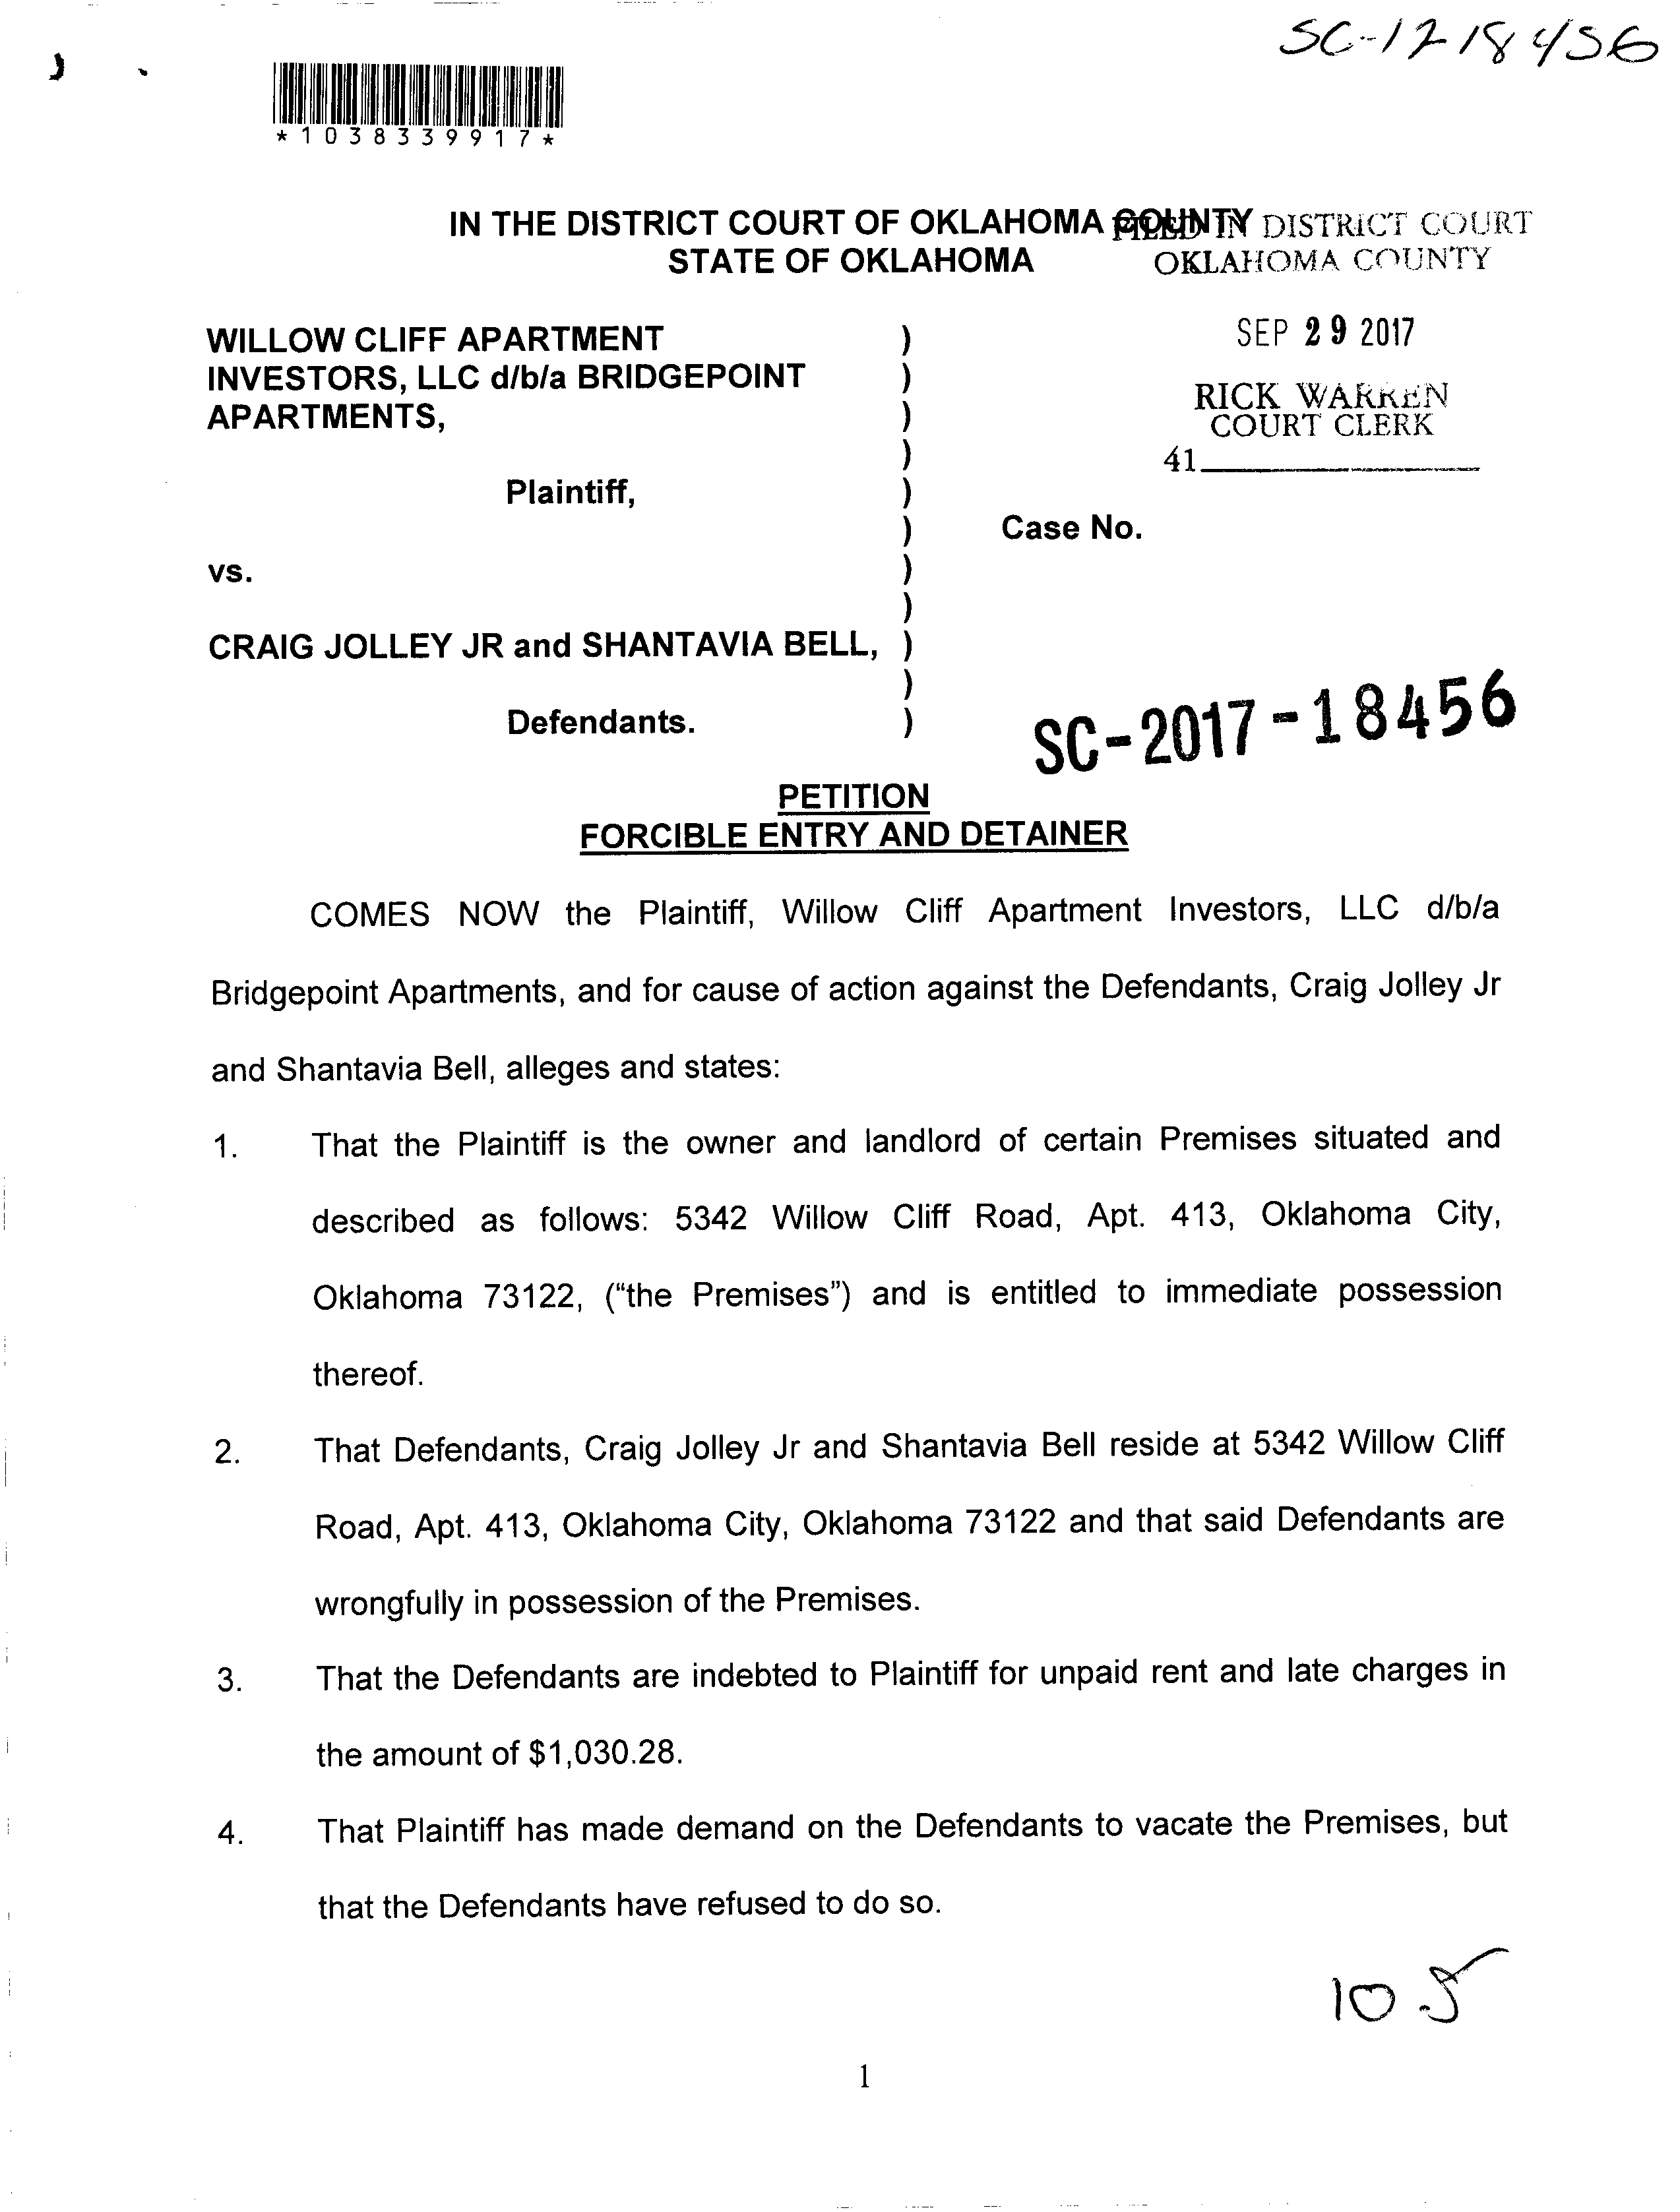 SC-17 18456
*1038339917*
IN THE DISTRICT COURT OF OKLAHOMA COUNTY FILED IN DISTRICT COURT
STATE OF OKLAHOMA OKLAHOMA COUNTY
SEP 29 2017
WILLOW CLIFF APARTMENT )
INVESTORS, LLC d/b/a BRIDGEPOINT )
RICK WARREN
APARTMENTS, )
COURT CLERK
)
41
Plaintiff, )
) Case No.
vs. )
)
CRAIG JOLLEY JR and SHANTAVIA BELL, )
)
Defendants. ) SC-2017-18456
PETITION
FORCIBLE ENTRY AND DETAINER
COMES NOW the Plaintiff, Willow Cliff Apartment Investors, LLC d/b/a
Bridgepoint Apartments, and for cause of action against the Defendants, Craig Jolley Jr
and Shantavia Bell, alleges and states:
1. That the Plaintiff is the owner and landlord of certain Premises situated and
described as follows: 5342 Willow Cliff Road, Apt. 413, Oklahoma City,
Oklahoma 73122, (“the Premises”) and is entitled to immediate possession
thereof.
2. That Defendants, Craig Jolley Jr and Shantavia Bell reside at 5342 Willow Cliff
Road, Apt. 413, Oklahoma City, Oklahoma 73122 and that said Defendants are
wrongfully in possession of the Premises.
3. That the Defendants are indebted to Plaintiff for unpaid rent and late charges in
the amount of $1,030.28.
4. That Plaintiff has made demand on the Defendants to vacate the Premises, but
that the Defendants have refused to do so.
10 5
1